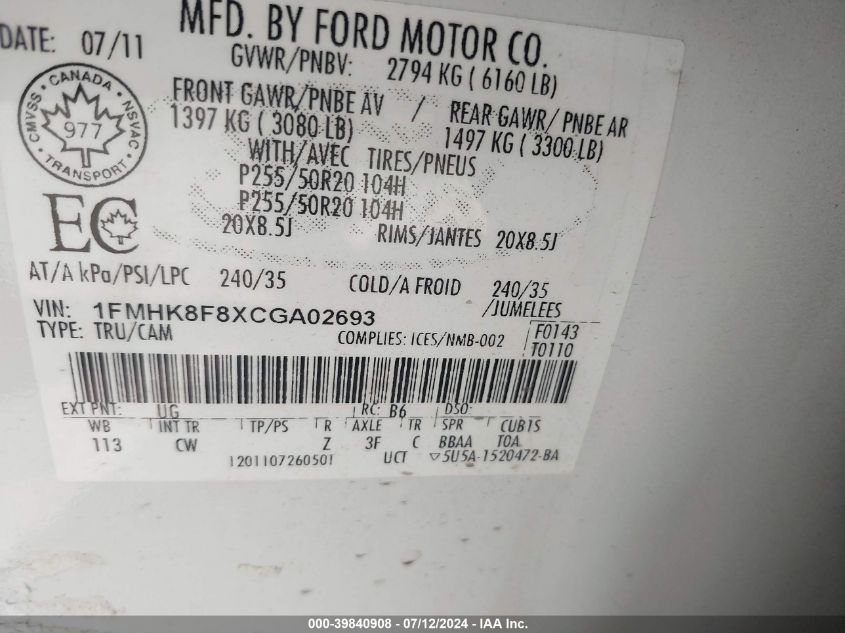 MFD. BY FORD MOTOR CO.
DATE: 07/11
GVWR/PNBV: 2794 KG ( 6160 LB)
FRONT GAWR/PNBE AV / REAR GAWR/ PNBE AR
1397 KG ( 3080 LB) 1497 KG ( 3300 LB)
WITH/AVEC TIRES/PNEUS
P255/50R20 104H
P255/50R20 104H
20X8.5J RIMS/JANTES 20X8.5J
CANADA
CMVSS NSVAC
977
TRANSPORT
EC
AT/A kPa/PSI/LPC 240/35 COLD/A FROID 240/35
/JUMELEES
VIN: 1FMHK8F8XCGA02693
TYPE: TRU/CAM COMPLIES: ICES/NMB-002
F0143
T0110
EXT PNT: UG RC: B6 DSO:
WB INT TR TP/PS R AXLE TR SPR CUB1S
113 CW Z 3F C BBAA TOA
1201107260501 UCT ▽5U5A-1520472-BA
000-39840908 - 07/12/2024 - IAA Inc.